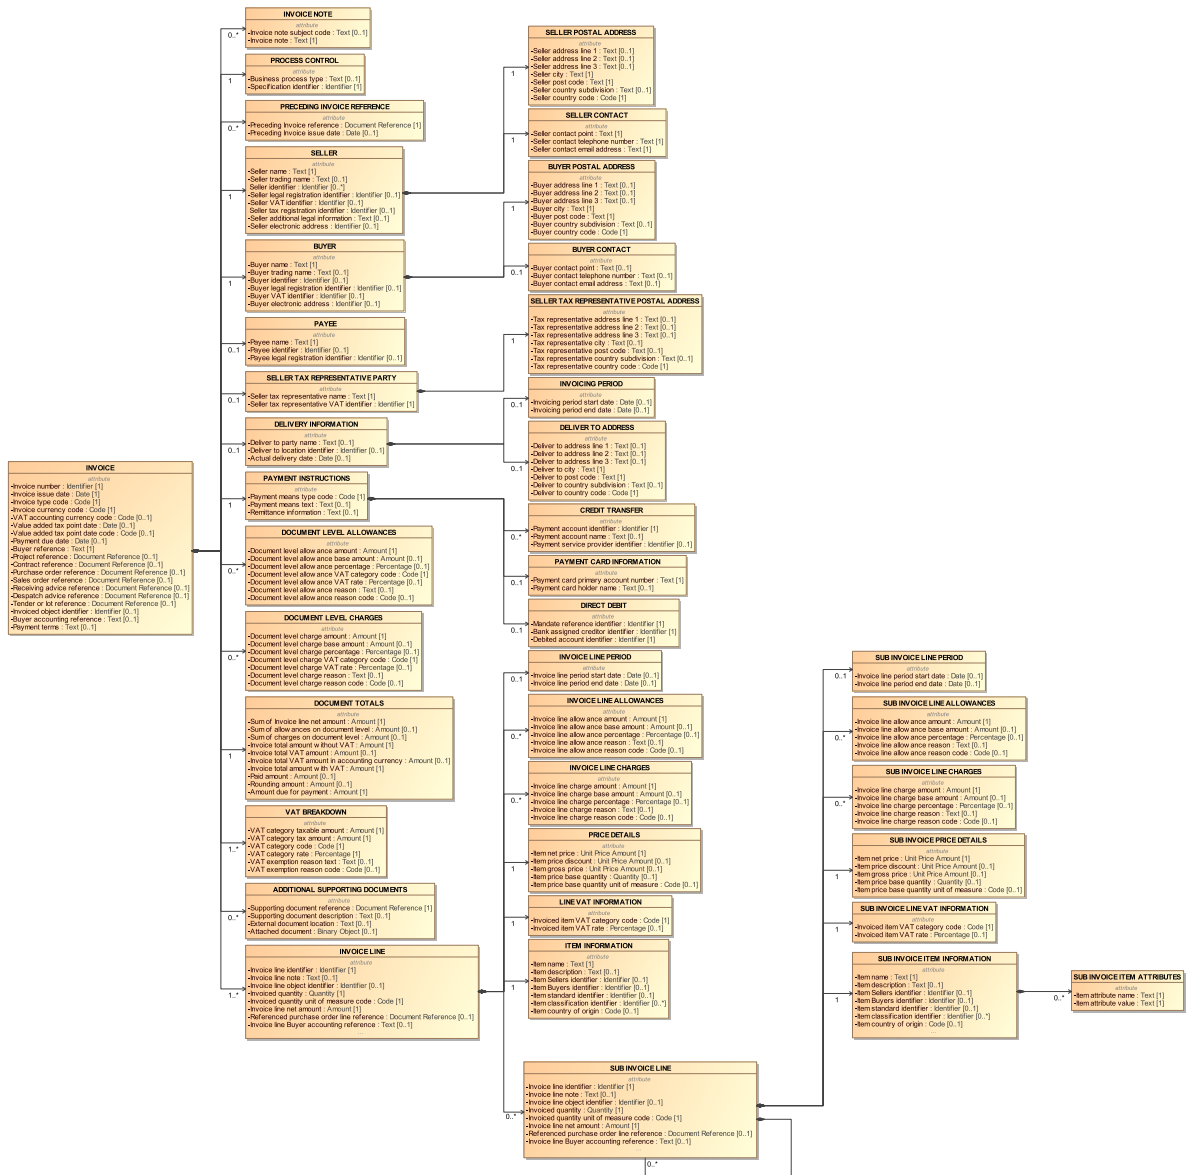 INVOICE
attribute
-Invoice number : Identifier [1]
-Invoice issue date : Date [1]
-Invoice type code : Code [1]
-Invoice currency code : Code [1]
-VAT accounting currency code : Code [0..1]
-Value added tax point date : Date [0..1]
-Value added tax point date code : Code [0..1]
-Payment due date : Date [0..1]
-Buyer reference : Text [1]
-Project reference : Document Reference [0..1]
-Contract reference : Document Reference [0..1]
-Purchase order reference : Document Reference [0..1]
-Sales order reference : Document Reference [0..1]
-Receiving advice reference : Document Reference [0..1]
-Despatch advice reference : Document Reference [0..1]
-Tender or lot reference : Document Reference [0..1]
-Invoiced object identifier : Identifier [0..1]
-Buyer accounting reference : Text [0..1]
-Payment terms : Text [0..1]
INVOICE NOTE
attribute
-Invoice note subject code : Text [0..1]
-Invoice note : Text [1]
0..*
PROCESS CONTROL
attribute
-Business process type : Text [0..1]
-Specification identifier : Identifier [1]
1
PRECEDING INVOICE REFERENCE
attribute
-Preceding Invoice reference : Document Reference [1]
-Preceding Invoice issue date : Date [0..1]
0..*
SELLER
attribute
-Seller name : Text [1]
-Seller trading name : Text [0..1]
Seller identifier : Identifier [0..*]
-Seller legal registration identifier : Identifier [0..1]
-Seller VAT identifier : Identifier [0..1]
Seller tax registration identifier : Identifier [0..1]
-Seller additional legal information : Text [0..1]
-Seller electronic address : Identifier [0..1]
1
BUYER
attribute
-Buyer name : Text [1]
-Buyer trading name : Text [0..1]
-Buyer identifier : Identifier [0..1]
-Buyer legal registration identifier : Identifier [0..1]
-Buyer VAT identifier : Identifier [0..1]
-Buyer electronic address : Identifier [0..1]
1
PAYEE
attribute
-Payee name : Text [1]
-Payee identifier : Identifier [0..1]
-Payee legal registration identifier : Identifier [0..1]
0..1
SELLER TAX REPRESENTATIVE PARTY
attribute
-Seller tax representative name : Text [1]
-Seller tax representative VAT identifier : Identifier [1]
0..1
DELIVERY INFORMATION
attribute
-Deliver to party name : Text [0..1]
-Deliver to location identifier : Identifier [0..1]
-Actual delivery date : Date [0..1]
0..1
PAYMENT INSTRUCTIONS
attribute
-Payment means type code : Code [1]
-Payment means text : Text [0..1]
-Remittance information : Text [0..1]
1
DOCUMENT LEVEL ALLOWANCES
attribute
-Document level allowance amount : Amount [1]
-Document level allowance base amount : Amount [0..1]
-Document level allowance percentage : Percentage [0..1]
-Document level allowance VAT category code : Code [1]
-Document level allowance VAT rate : Percentage [0..1]
-Document level allowance reason : Text [0..1]
-Document level allowance reason code : Code [0..1]
0..*
DOCUMENT LEVEL CHARGES
attribute
-Document level charge amount : Amount [1]
-Document level charge base amount : Amount [0..1]
-Document level charge percentage : Percentage [0..1]
-Document level charge VAT category code : Code [1]
-Document level charge VAT rate : Percentage [0..1]
-Document level charge reason : Text [0..1]
-Document level charge reason code : Code [0..1]
0..*
DOCUMENT TOTALS
attribute
-Sum of Invoice line net amount : Amount [1]
-Sum of allowances on document level : Amount [0..1]
-Sum of charges on document level : Amount [0..1]
-Invoice total amount without VAT : Amount [1]
-Invoice total VAT amount : Amount [0..1]
-Invoice total VAT amount in accounting currency : Amount [0..1]
-Invoice total amount with VAT : Amount [1]
-Paid amount : Amount [0..1]
-Rounding amount : Amount [0..1]
-Amount due for payment : Amount [1]
1
VAT BREAKDOWN
attribute
-VAT category taxable amount : Amount [1]
-VAT category tax amount : Amount [1]
-VAT category code : Code [1]
-VAT category rate : Percentage [1]
-VAT exemption reason text : Text [0..1]
-VAT exemption reason code : Code [0..1]
1..*
ADDITIONAL SUPPORTING DOCUMENTS
attribute
-Supporting document reference : Document Reference [1]
-Supporting document description : Text [0..1]
-External document location : Text [0..1]
-Attached document : Binary Object [0..1]
0..*
INVOICE LINE
attribute
-Invoice line identifier : Identifier [1]
-Invoice line note : Text [0..1]
-Invoice line object identifier : Identifier [0..1]
-Invoiced quantity : Quantity [1]
-Invoiced quantity unit of measure code : Code [1]
-Invoice line net amount : Amount [1]
-Referenced purchase order line reference : Document Reference [0..1]
-Invoice line Buyer accounting reference : Text [0..1]
...
1..*
SELLER POSTAL ADDRESS
attribute
-Seller address line 1 : Text [0..1]
-Seller address line 2 : Text [0..1]
-Seller address line 3 : Text [0..1]
-Seller city : Text [1]
-Seller post code : Text [1]
-Seller country subdivision : Text [0..1]
-Seller country code : Code [1]
1
SELLER CONTACT
attribute
-Seller contact point : Text [1]
-Seller contact telephone number : Text [1]
-Seller contact email address : Text [1]
1
BUYER POSTAL ADDRESS
attribute
-Buyer address line 1 : Text [0..1]
-Buyer address line 2 : Text [0..1]
-Buyer address line 3 : Text [0..1]
-Buyer city : Text [1]
-Buyer post code : Text [1]
-Buyer country subdivision : Text [0..1]
-Buyer country code : Code [1]
1
BUYER CONTACT
attribute
-Buyer contact point : Text [0..1]
-Buyer contact telephone number : Text [0..1]
-Buyer contact email address : Text [0..1]
0..1
SELLER TAX REPRESENTATIVE POSTAL ADDRESS
attribute
-Tax representative address line 1 : Text [0..1]
-Tax representative address line 2 : Text [0..1]
-Tax representative address line 3 : Text [0..1]
-Tax representative city : Text [0..1]
-Tax representative post code : Text [0..1]
-Tax representative country subdivision : Text [0..1]
-Tax representative country code : Code [1]
1
INVOICING PERIOD
attribute
-Invoicing period start date : Date [0..1]
-Invoicing period end date : Date [0..1]
0..1
DELIVER TO ADDRESS
attribute
-Deliver to address line 1 : Text [0..1]
-Deliver to address line 2 : Text [0..1]
-Deliver to address line 3 : Text [0..1]
-Deliver to city : Text [1]
-Deliver to post code : Text [1]
-Deliver to country subdivision : Text [0..1]
-Deliver to country code : Code [1]
0..1
CREDIT TRANSFER
attribute
-Payment account identifier : Identifier [1]
-Payment account name : Text [0..1]
-Payment service provider identifier : Identifier [0..1]
0..*
PAYMENT CARD INFORMATION
attribute
-Payment card primary account number : Text [1]
-Payment card holder name : Text [0..1]
0..1
DIRECT DEBIT
attribute
-Mandate reference identifier : Identifier [1]
-Bank assigned creditor identifier : Identifier [1]
-Debited account identifier : Identifier [1]
0..1
INVOICE LINE PERIOD
attribute
-Invoice line period start date : Date [0..1]
-Invoice line period end date : Date [0..1]
0..1
INVOICE LINE ALLOWANCES
attribute
-Invoice line allowance amount : Amount [1]
-Invoice line allowance base amount : Amount [0..1]
-Invoice line allowance percentage : Percentage [0..1]
-Invoice line allowance reason : Text [0..1]
-Invoice line allowance reason code : Code [0..1]
0..*
INVOICE LINE CHARGES
attribute
-Invoice line charge amount : Amount [1]
-Invoice line charge base amount : Amount [0..1]
-Invoice line charge percentage : Percentage [0..1]
-Invoice line charge reason : Text [0..1]
-Invoice line charge reason code : Code [0..1]
0..*
PRICE DETAILS
attribute
-Item net price : Unit Price Amount [1]
-Item price discount : Unit Price Amount [0..1]
-Item gross price : Unit Price Amount [0..1]
-Item price base quantity : Quantity [0..1]
-Item price base quantity unit of measure : Code [0..1]
1
LINE VAT INFORMATION
attribute
-Invoiced item VAT category code : Code [1]
-Invoiced item VAT rate : Percentage [0..1]
1
ITEM INFORMATION
attribute
-Item name : Text [1]
-Item description : Text [0..1]
-Item Sellers identifier : Identifier [0..1]
-Item Buyers identifier : Identifier [0..1]
-Item standard identifier : Identifier [0..1]
-Item classification identifier : Identifier [0..*]
-Item country of origin : Code [0..1]
1
SUB INVOICE LINE
attribute
-Invoice line identifier : Identifier [1]
-Invoice line note : Text [0..1]
-Invoice line object identifier : Identifier [0..1]
-Invoiced quantity : Quantity [1]
-Invoiced quantity unit of measure code : Code [1]
-Invoice line net amount : Amount [1]
-Referenced purchase order line reference : Document Reference [0..1]
-Invoice line Buyer accounting reference : Text [0..1]
...
0..*
0..*
SUB INVOICE LINE PERIOD
attribute
-Invoice line period start date : Date [0..1]
-Invoice line period end date : Date [0..1]
0..1
SUB INVOICE LINE ALLOWANCES
attribute
-Invoice line allowance amount : Amount [1]
-Invoice line allowance base amount : Amount [0..1]
-Invoice line allowance percentage : Percentage [0..1]
-Invoice line allowance reason : Text [0..1]
-Invoice line allowance reason code : Code [0..1]
0..*
SUB INVOICE LINE CHARGES
attribute
-Invoice line charge amount : Amount [1]
-Invoice line charge base amount : Amount [0..1]
-Invoice line charge percentage : Percentage [0..1]
-Invoice line charge reason : Text [0..1]
-Invoice line charge reason code : Code [0..1]
0..*
SUB INVOICE PRICE DETAILS
attribute
-Item net price : Unit Price Amount [1]
-Item price discount : Unit Price Amount [0..1]
-Item gross price : Unit Price Amount [0..1]
-Item price base quantity : Quantity [0..1]
-Item price base quantity unit of measure : Code [0..1]
1
SUB INVOICE LINE VAT INFORMATION
attribute
-Invoiced item VAT category code : Code [1]
-Invoiced item VAT rate : Percentage [0..1]
1
SUB INVOICE ITEM INFORMATION
attribute
-Item name : Text [1]
-Item description : Text [0..1]
-Item Sellers identifier : Identifier [0..1]
-Item Buyers identifier : Identifier [0..1]
-Item standard identifier : Identifier [0..1]
-Item classification identifier : Identifier [0..*]
-Item country of origin : Code [0..1]
...
1
SUB INVOICE ITEM ATTRIBUTES
attribute
-Item attribute name : Text [1]
-Item attribute value : Text [1]
0..*